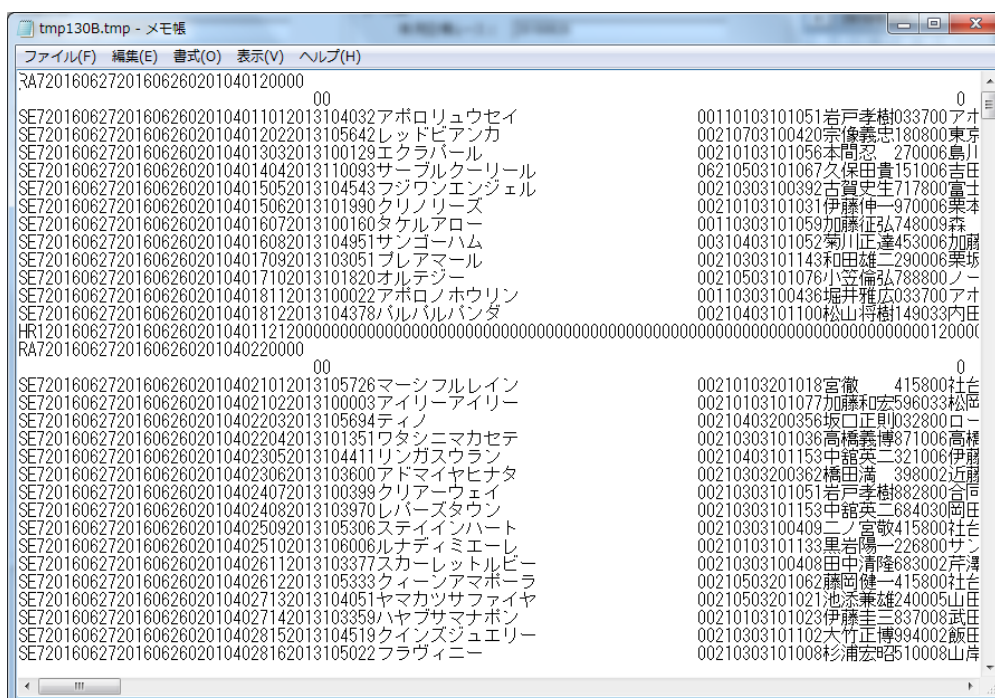 tmp130B.tmp - メモ帳
ファイル(F) 編集(E) 書式(O) 表示(V) ヘルプ(H)
RA720160627201606260201040120000
00 0
SE72016062720160626020104011012013104032アポロリュウセイ 00110103101051岩戸孝樹033700アポ
SE72016062720160626020104012022013105642レッドビアンカ 00210703100420宗像義忠180800東京
SE72016062720160626020104013032013100129エクラバール 00210103101056本間忍 270006島川
SE72016062720160626020104014042013110093サーブルクーリール 06210503101067久保田貴151006吉田
SE72016062720160626020104015052013104543フジワンエンジェル 00210303100392古賀史生717800富士
SE72016062720160626020104015062013101990クリノリーズ 00210103101031伊藤伸一970006栗本
SE72016062720160626020104016072013100160タケルアロー 00110303101059加藤征弘748009森
SE72016062720160626020104016082013104951サンゴーハム 00310403101052菊川正達453006加藤
SE72016062720160626020104017092013103051プレアマール 00210303101143和田雄二290006栗坂
SE72016062720160626020104017102013101820オルテジー 00210503101076小笠倫弘788800ノー
SE72016062720160626020104018112013100022アポロノホウリン 00110303100436堀井雅広033700アポ
SE72016062720160626020104018122013104378バルバルパンダ 00210403101100松山将樹149033内田
HR1201606272016062602010401121200000000000000000000000000000000000000000000000000000000000000000000000000000000000120000
RA720160627201606260201040220000
00 0
SE72016062720160626020104021012013105726マーシフルレイン 00210103201018宮徹 415800社台
SE72016062720160626020104021022013100003アイリーアイリー 00210103101077加藤和宏596033松岡
SE72016062720160626020104022032013105694ティノ 00210403200356坂口正則032800ロー
SE72016062720160626020104022042013101351ワタシニマカセテ 00210303101036高橋義博871006高橋
SE72016062720160626020104023052013104411リンガスウラン 00210403101153中舘英二321006伊藤
SE72016062720160626020104023062013103600アドマイヤヒナタ 00210303200362橋田満 398002近藤
SE72016062720160626020104024072013100399クリアーウェイ 00210303101051岩戸孝樹882800合同
SE72016062720160626020104024082013103970レバーズタウン 00210303101153中舘英二684030岡田
SE72016062720160626020104025092013105306ステイインハート 00210303100409二ノ宮敬415800社台
SE72016062720160626020104025102013106006ルナディミエーレ 00210103101133黒岩陽一226800サン
SE72016062720160626020104026112013103377スカーレットルビー 00210303100408田中清隆683002芹澤
SE72016062720160626020104026122013105333クィーンアマポーラ 00210503201062藤岡健一415800社台
SE72016062720160626020104027132013104051ヤマカツサファイヤ 00210503201021池添兼雄240005山田
SE72016062720160626020104027142013103359ハヤブサマナボン 00210103101023伊藤圭三837008武田
SE72016062720160626020104028152013104519クインズジュエリー 00210303101102大竹正博994002飯田
SE72016062720160626020104028162013105022フラヴィニー 00210303101008杉浦宏昭510008山岸